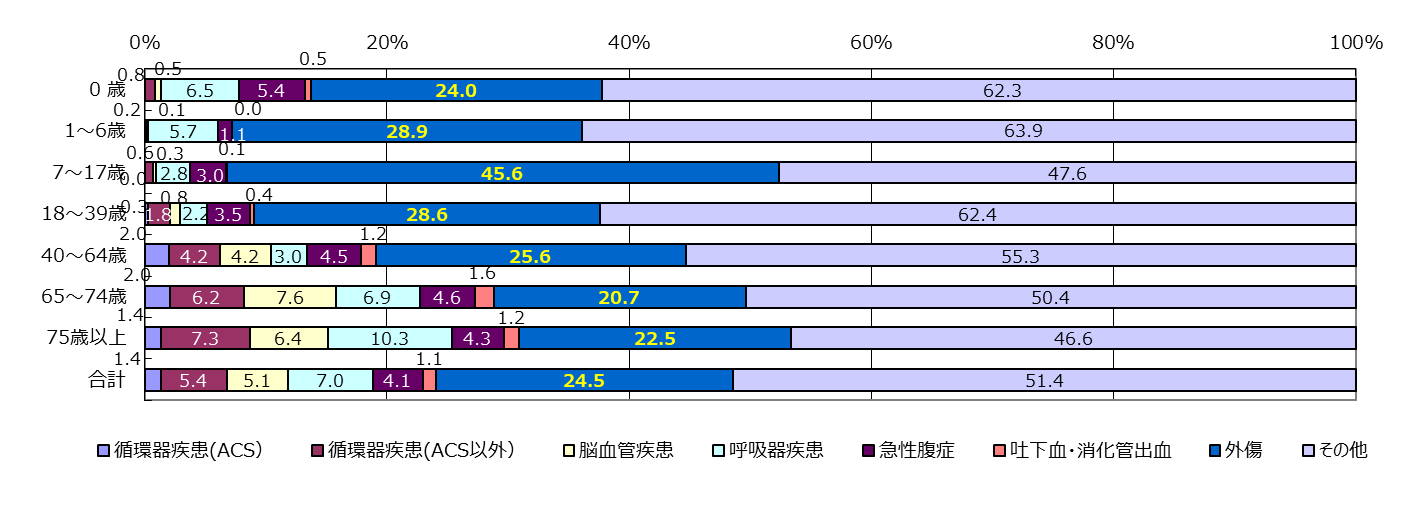 0% 20% 40% 60% 80% 100%
0.5
0.8 0.5
0 歳 6.5 5.4 24.0 62.3
0.2 0.1 0.0
1～6歳 5.7 1.1 28.9 63.9
0.6 0.3 0.1
7～17歳 2.8 3.0 45.6 47.6
0.0 0.8 0.4
18～39歳 0.3 1.8 2.2 3.5 28.6 62.4
2.0 1.2
40～64歳 4.2 4.2 3.0 4.5 25.6 55.3
2.0 1.6
65～74歳 6.2 7.6 6.9 4.6 20.7 50.4
1.4 1.2
75歳以上 7.3 6.4 10.3 4.3 22.5 46.6
1.4 1.1
合計 5.4 5.1 7.0 4.1 24.5 51.4
循環器疾患(ACS） 循環器疾患(ACS以外） 脳血管疾患 呼吸器疾患 急性腹症 吐下血・消化管出血 外傷 その他